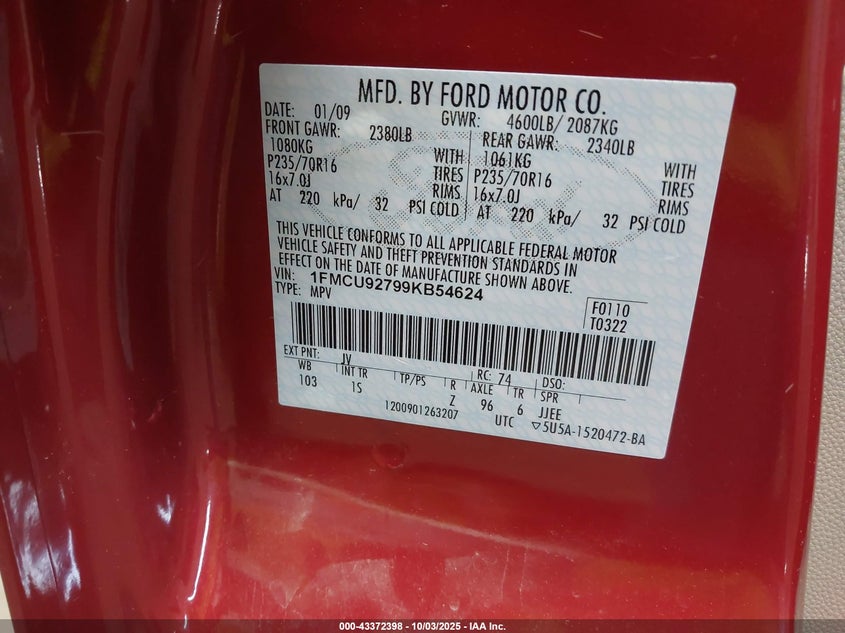 MFD. BY FORD MOTOR CO.
DATE: 01/09 GVWR: 4600LB/ 2087KG
FRONT GAWR: 2380LB REAR GAWR: 2340LB
1080KG WITH 1061KG WITH
P235/70R16 TIRES P235/70R16 TIRES
16x7.0J RIMS 16x7.0J RIMS
AT 220 kPa/ 32 PSI COLD AT 220 kPa/ 32 PSI COLD
THIS VEHICLE CONFORMS TO ALL APPLICABLE FEDERAL MOTOR
VEHICLE SAFETY AND THEFT PREVENTION STANDARDS IN
EFFECT ON THE DATE OF MANUFACTURE SHOWN ABOVE.
VIN: 1FMCU92799KB54624
TYPE: MPV
F0110
T0322
EXT PNT: JV RC: 74 DSO:
WB INT TR TP/PS R AXLE TR SPR
103 1S Z 96 6 JJEE
1200901263207 UTC ▽5U5A-1520472-BA
000-43372398 - 10/03/2025 - IAA Inc.